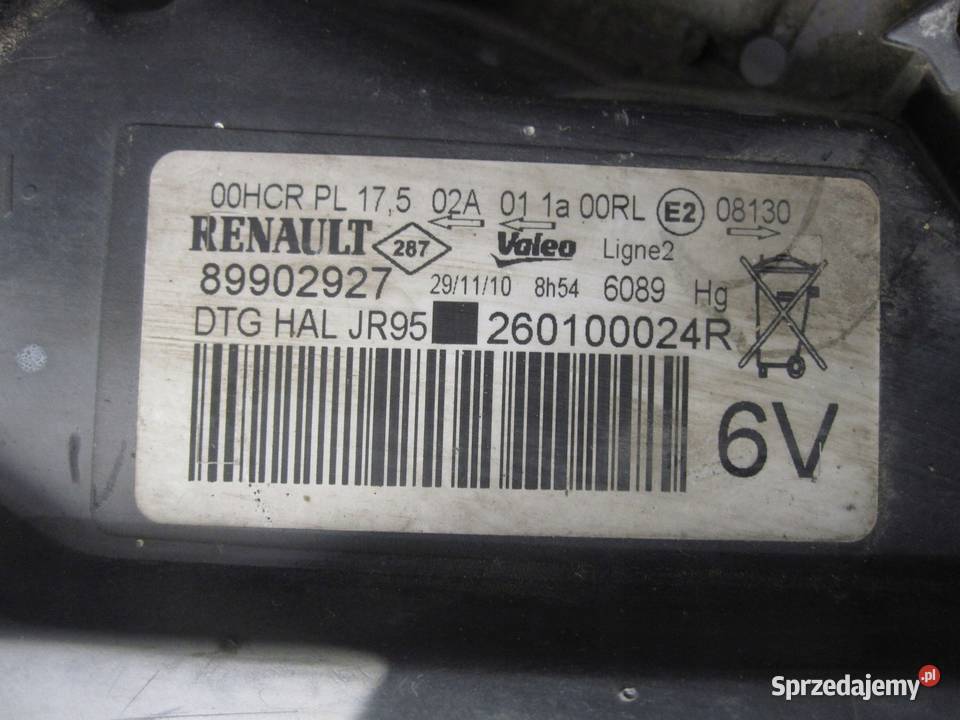 00HCR PL 17,5 02A 01 1a 00RL E2 08130
RENAULT 287 Valeo Ligne2
89902927 29/11/10 8h54 6089 Hg
DTG HAL JR95 260100024R
6V
Sprzedajemy.pl